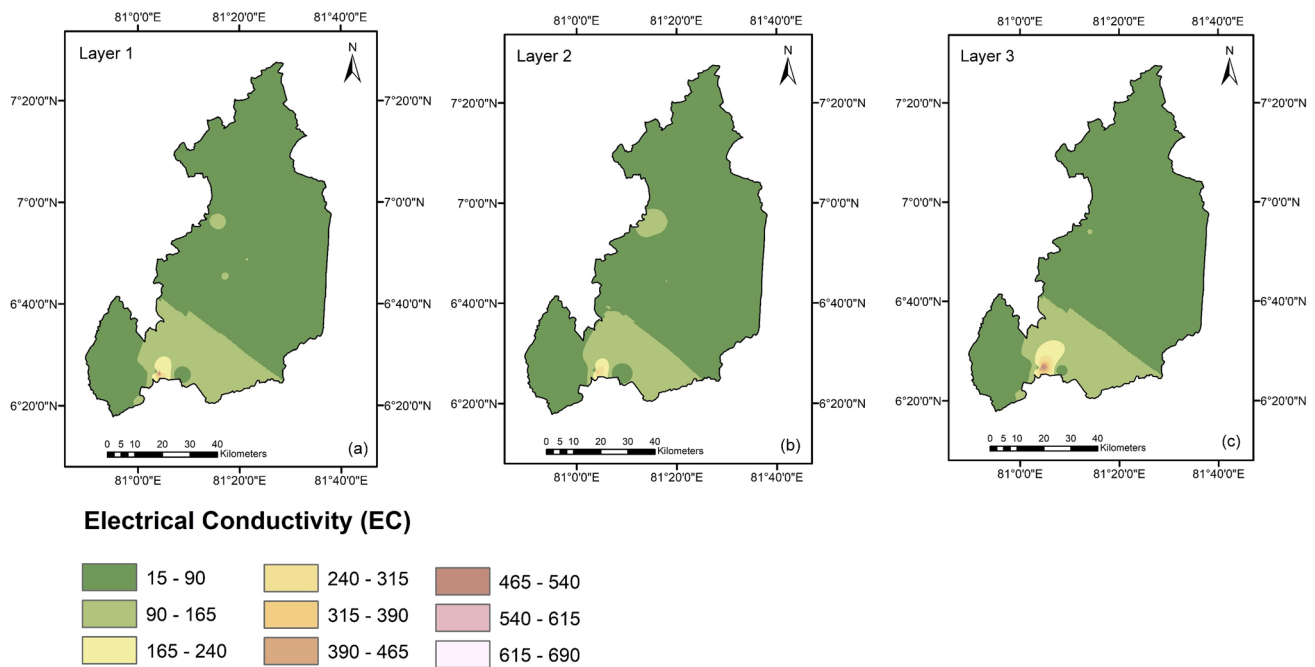 81°0'0"E 81°20'0"E 81°40'0"E
Layer 1
N
7°20'0"N 7°20'0"N
7°0'0"N 7°0'0"N
6°40'0"N 6°40'0"N
6°20'0"N 6°20'0"N
0 5 10 20 30 40
Kilometers
(a)
81°0'0"E 81°20'0"E 81°40'0"E
81°0'0"E 81°20'0"E 81°40'0"E
Layer 2
N
7°20'0"N 7°20'0"N
7°0'0"N 7°0'0"N
6°40'0"N 6°40'0"N
6°20'0"N 6°20'0"N
0 5 10 20 30 40
Kilometers
(b)
81°0'0"E 81°20'0"E 81°40'0"E
81°0'0"E 81°20'0"E 81°40'0"E
Layer 3
N
7°20'0"N 7°20'0"N
7°0'0"N 7°0'0"N
6°40'0"N 6°40'0"N
6°20'0"N 6°20'0"N
0 5 10 20 30 40
Kilometers
(c)
81°0'0"E 81°20'0"E 81°40'0"E
Electrical Conductivity (EC)
15 - 90
90 - 165
165 - 240
240 - 315
315 - 390
390 - 465
465 - 540
540 - 615
615 - 690